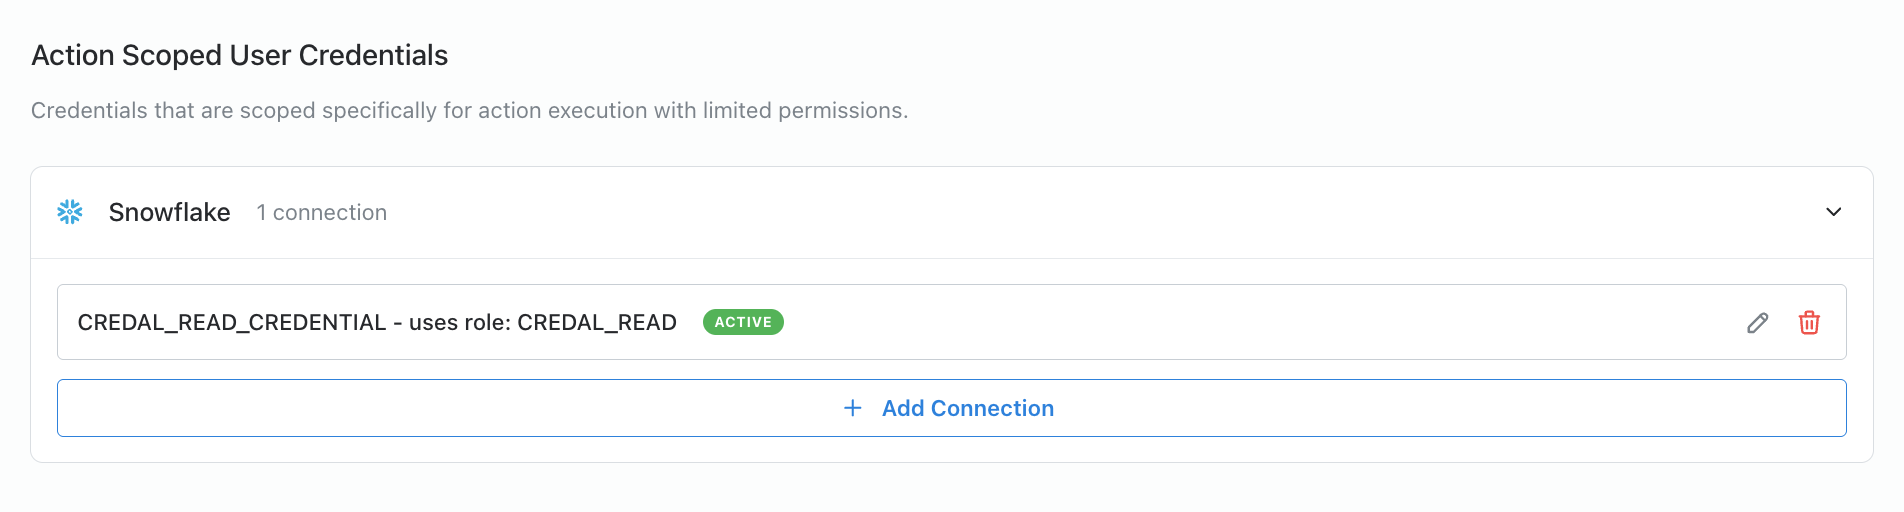 Action Scoped User Credentials
Credentials that are scoped specifically for action execution with limited permissions.
Snowflake 1 connection
CREDAL_READ_CREDENTIAL - uses role: CREDAL_READ ACTIVE
+ Add Connection